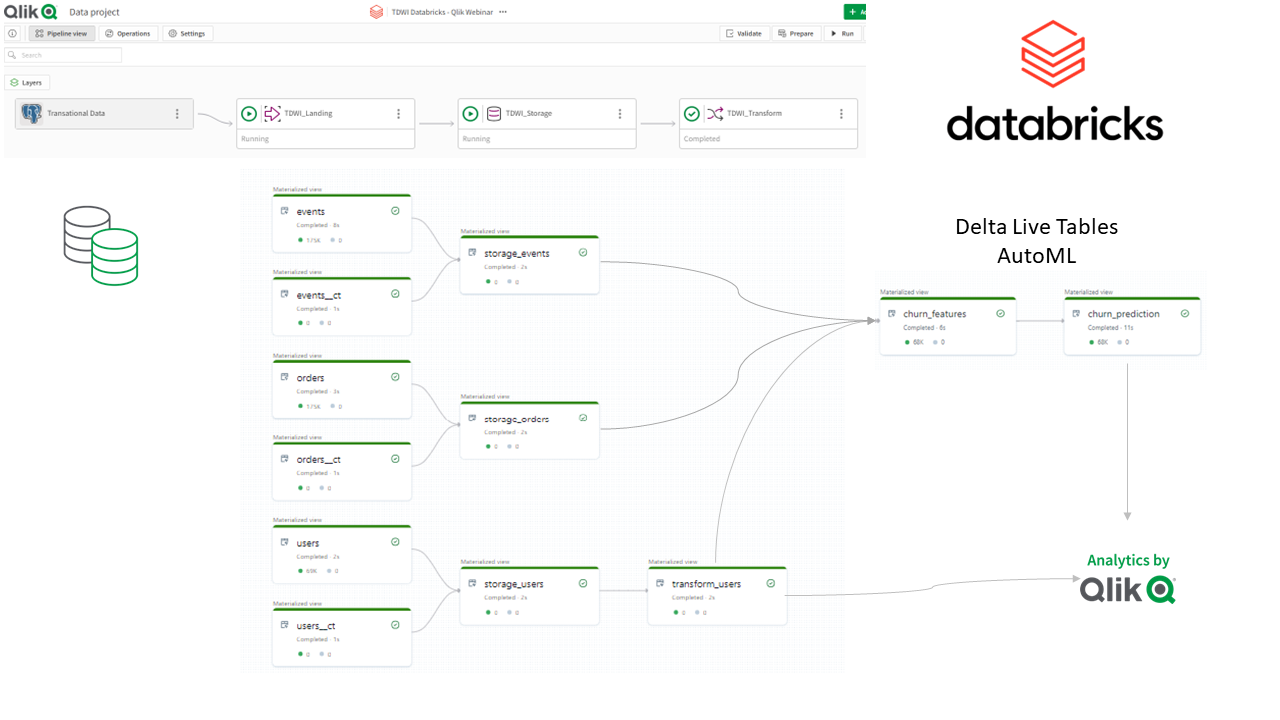 Qlik Data project TDWI Databricks - Qlik Webinar ···
Pipeline view Operations Settings Validate Prepare Run
Search
Layers
Transational Data TDWI_Landing TDWI_Storage TDWI_Transform
Running Running Completed
databricks
Materialized view
events
Completed · 8s
175K 0
Materialized view
events__ct
Completed · 1s
0 0
Materialized view
storage_events
Completed · 2s
0 0
Materialized view
orders
Completed · 3s
175K 0
Materialized view
orders__ct
Completed · 1s
0 0
Materialized view
storage_orders
Completed · 2s
0 0
Materialized view
users
Completed · 2s
68K 0
Materialized view
users__ct
Completed · 1s
0 0
Materialized view
storage_users
Completed · 2s
0 0
Materialized view
transform_users
Completed · 2s
0 0
Delta Live Tables
AutoML
Materialized view
churn_features
Completed · 6s
68K 0
Materialized view
churn_prediction
Completed · 11s
68K 0
Analytics by
Qlik